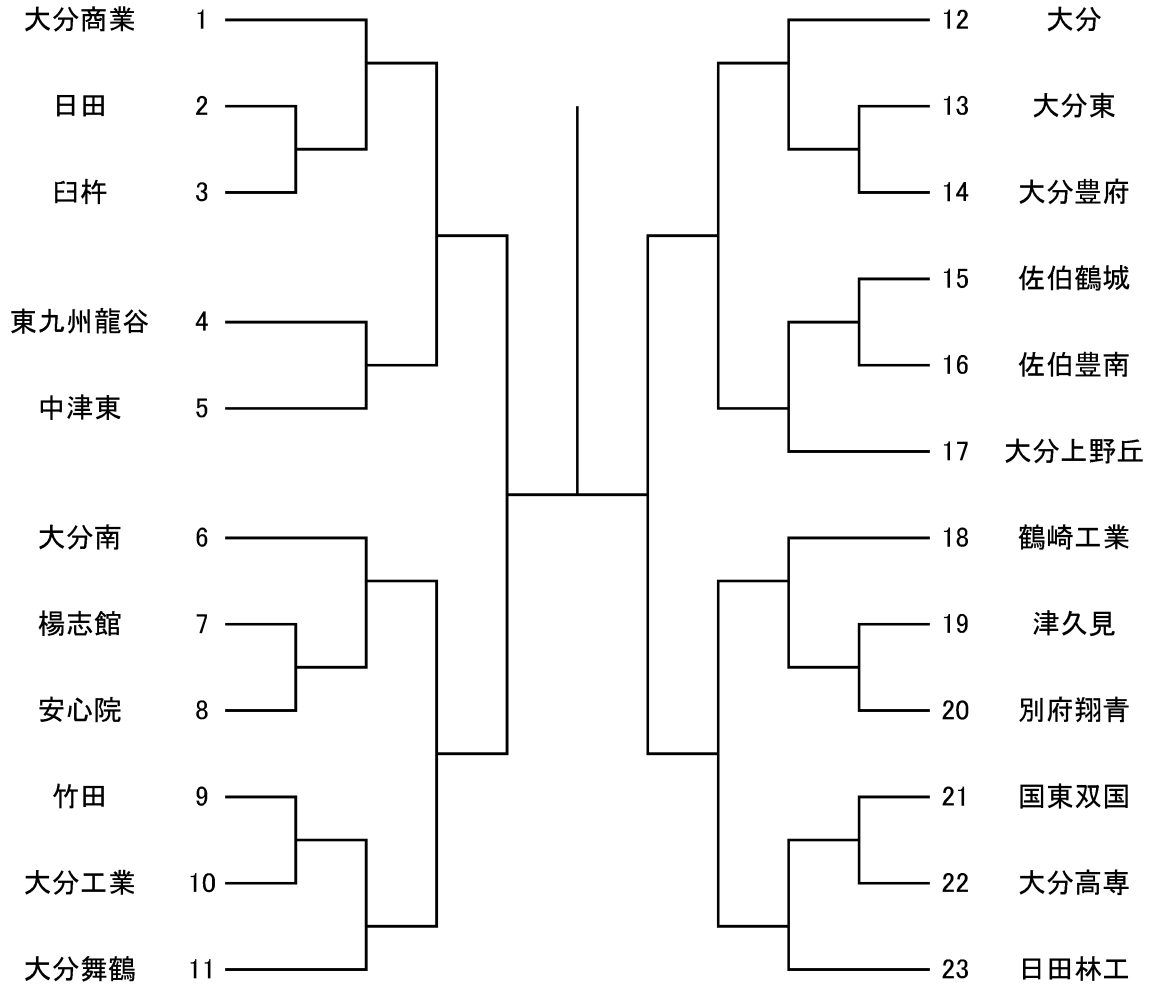 大分商業 1
日田 2
臼杵 3
東九州龍谷 4
中津東 5
大分南 6
楊志館 7
安心院 8
竹田 9
大分工業 10
大分舞鶴 11
12 大分
13 大分東
14 大分豊府
15 佐伯鶴城
16 佐伯豊南
17 大分上野丘
18 鶴崎工業
19 津久見
20 別府翔青
21 国東双国
22 大分高専
23 日田林工